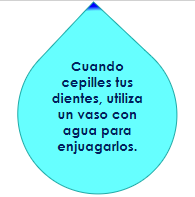 Cuando
cepilles tus
dientes, utiliza
un vaso con
agua para
enjuagarlos.